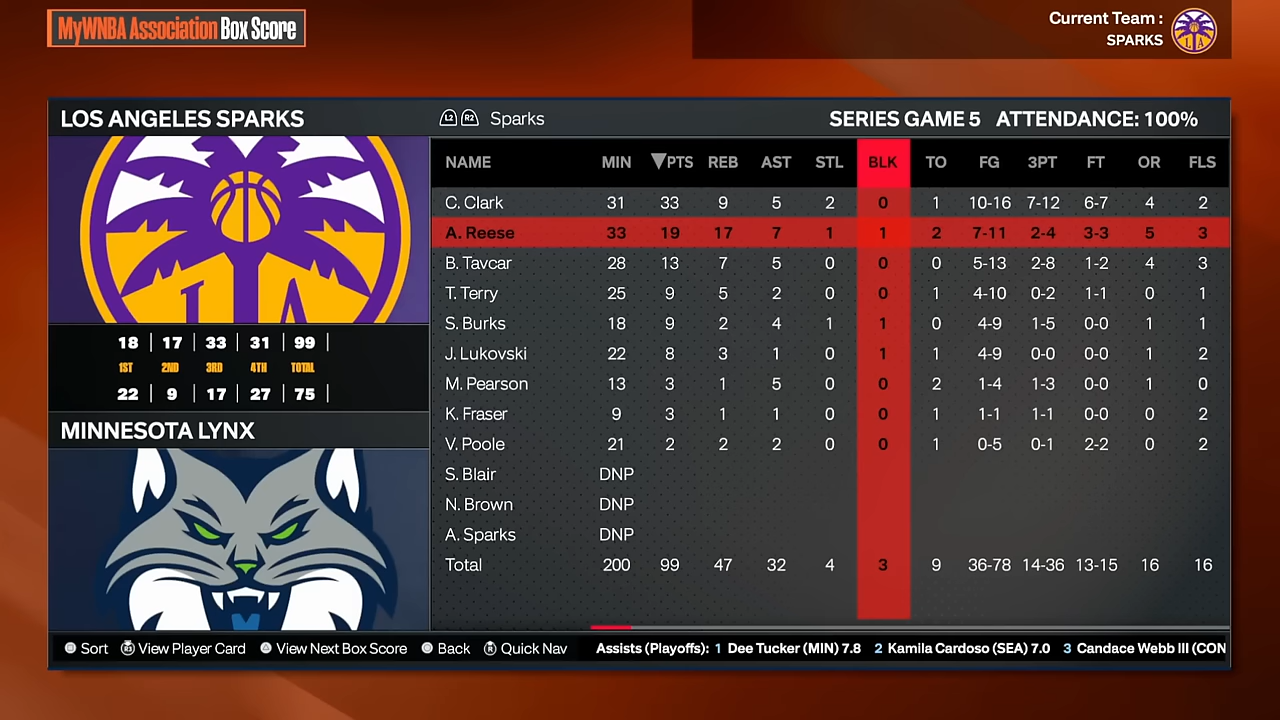 MyWNBA Association Box Score
Current Team :
SPARKS
LA
LOS ANGELES SPARKS
L2 R2 Sparks
SERIES GAME 5 ATTENDANCE: 100%
NAME MIN PTS REB AST STL BLK TO FG 3PT FT OR FLS
C. Clark 31 33 9 5 2 0 1 10-16 7-12 6-7 4 2
A. Reese 33 19 17 7 1 1 2 7-11 2-4 3-3 5 3
B. Tavcar 28 13 7 5 0 0 0 5-13 2-8 1-2 4 3
T. Terry 25 9 5 2 0 0 1 4-10 0-2 1-1 0 1
S. Burks 18 9 2 4 1 1 0 4-9 1-5 0-0 1 1
J. Lukovski 22 8 3 1 0 1 1 4-9 0-0 0-0 1 2
M. Pearson 13 3 1 5 0 0 2 1-4 1-3 0-0 1 0
K. Fraser 9 3 1 1 0 0 1 1-1 1-1 0-0 0 2
V. Poole 21 2 2 2 0 0 1 0-5 0-1 2-2 0 2
S. Blair DNP
N. Brown DNP
A. Sparks DNP
Total 200 99 47 32 4 3 9 36-78 14-36 13-15 16 16
LA
18 | 17 | 33 | 31 | 99 |
1ST 2ND 3RD 4TH TOTAL
22 | 9 | 17 | 27 | 75 |
MINNESOTA LYNX
Sort View Player Card View Next Box Score Back Quick Nav Assists (Playoffs): 1 Dee Tucker (MIN) 7.8 2 Kamila Cardoso (SEA) 7.0 3 Candace Webb III (CON